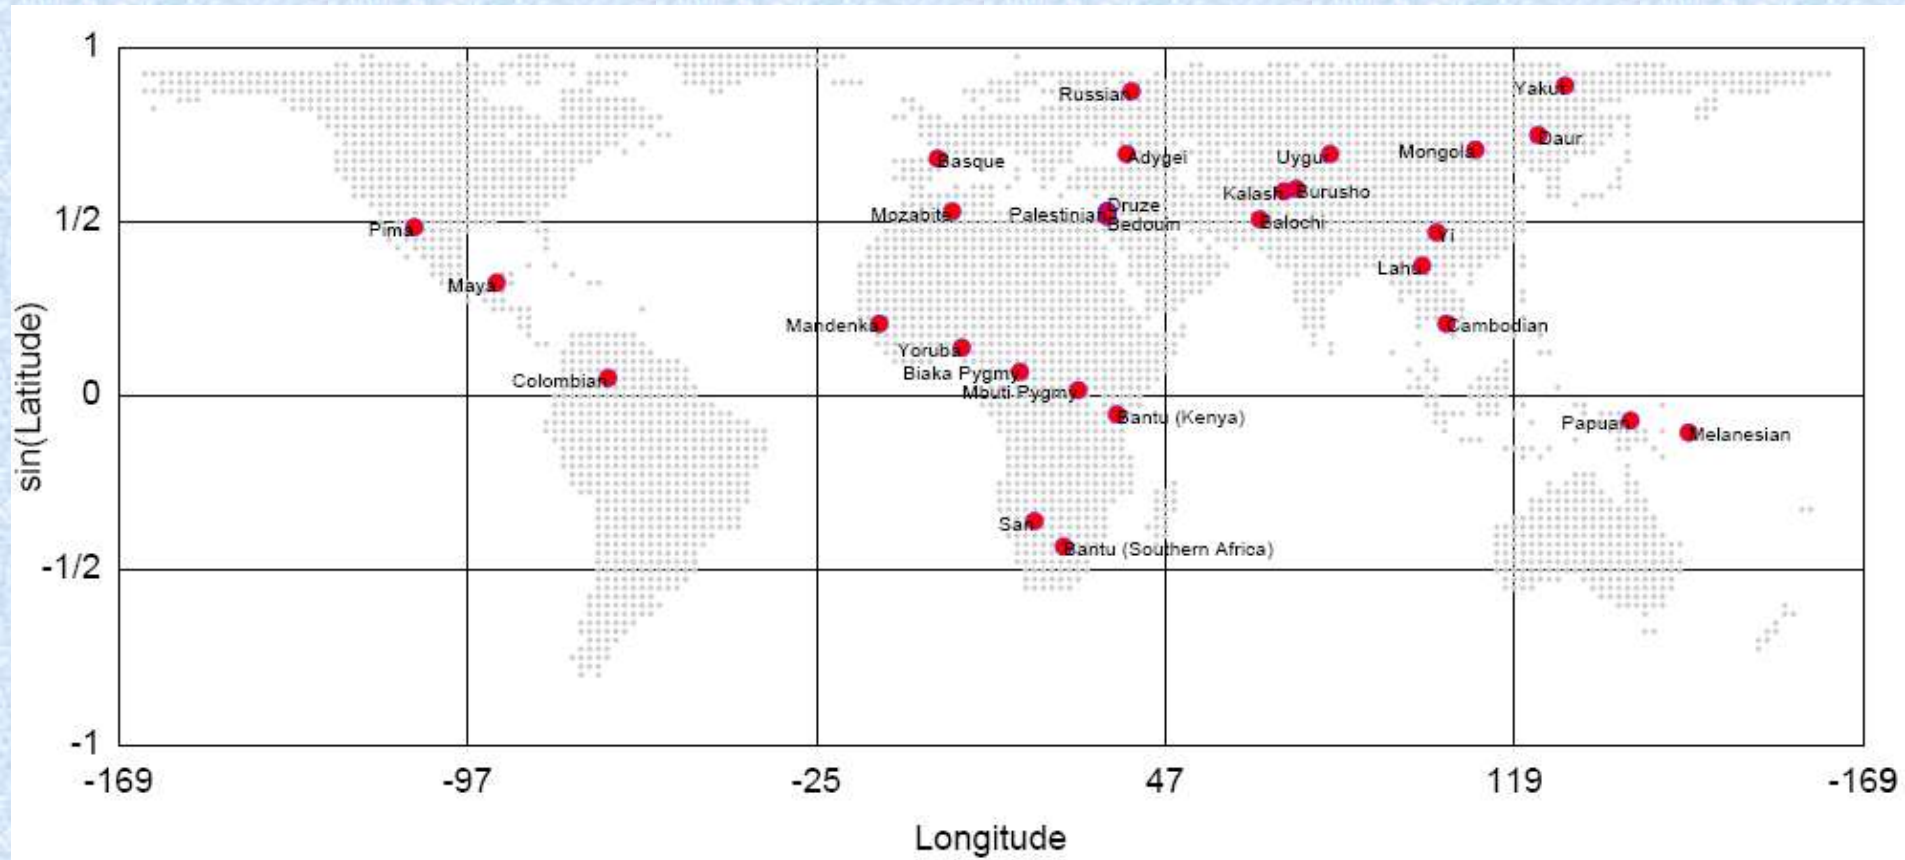 1
Russian
Yakut
Daur
Basque
Adygei
Uygur
Mongola
Kalash
Burusho
Mozabite
Palestinian
Druze
Bedouin
Balochi
1/2
Pima
Yi
Lahu
Maya
Mandenka
Cambodian
Yoruba
Biaka Pygmy
Colombian
Mbuti Pygmy
0
Bantu (Kenya)
Papuan
Melanesian
sin(Latitude)
San
Bantu (Southern Africa)
-1/2
-1
-169 -97 -25 47 119 -169
Longitude